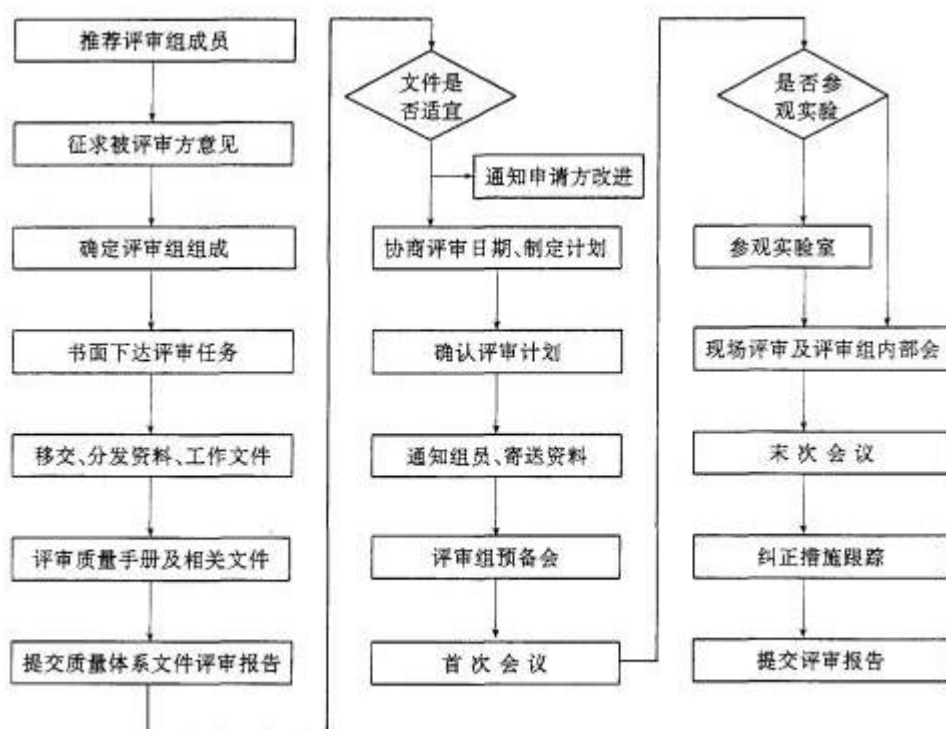 推荐评审组成员
征求被评审方意见
确定评审组组成
书面下达评审任务
移交、分发资料、工作文件
评审质量手册及相关文件
提交质量体系文件评审报告
文件是
否适宜
通知申请方改进
协商评审日期、制定计划
确认评审计划
通知组员、寄送资料
评审组预备会
首次会议
是否参
观实验
参观实验室
现场评审及评审组内部会
末次会议
纠正措施跟踪
提交评审报告